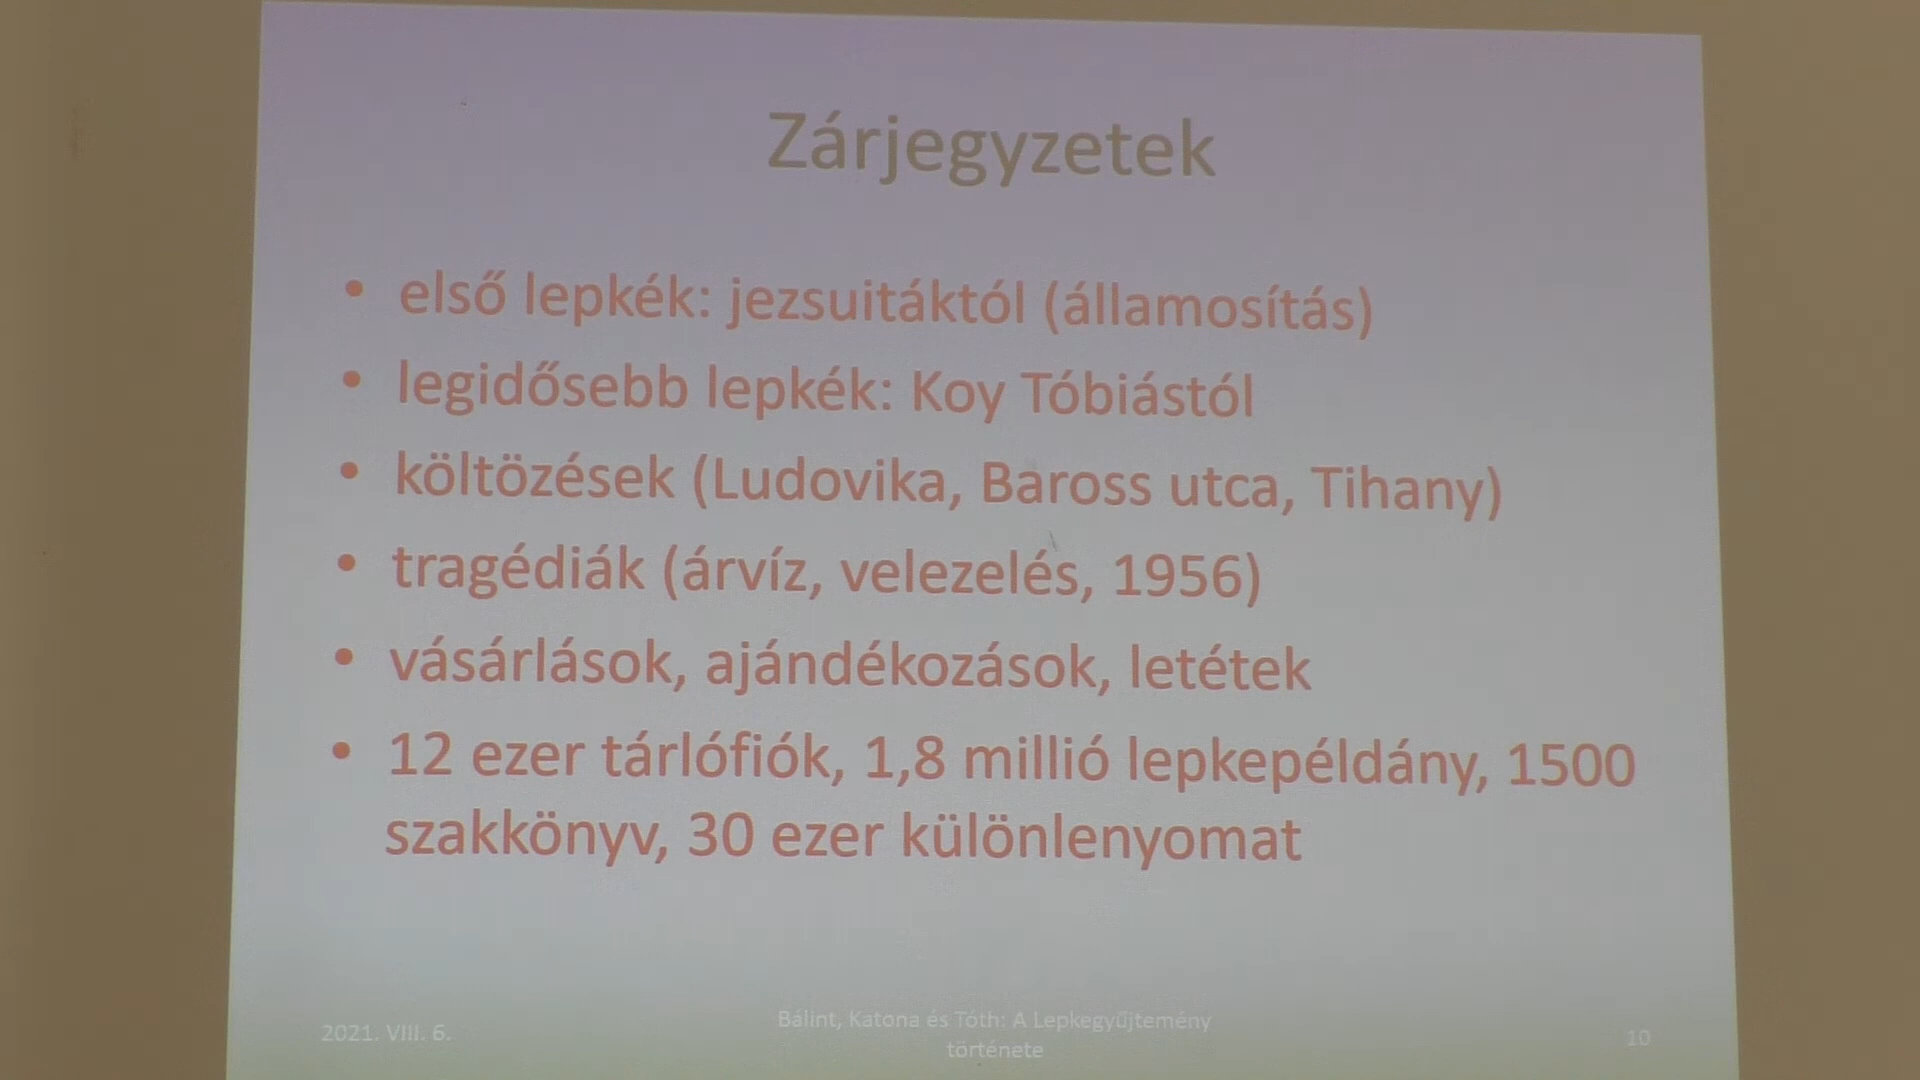 Zárjegyzetek
• első lepkék: jezsuitáktól (államosítás)
• legidősebb lepkék: Koy Tóbiástól
• költözések (Ludovika, Baross utca, Tihany)
• tragédiák (árvíz, velezelés, 1956)
• vásárlások, ajándékozások, letétek
• 12 ezer tárlófiók, 1,8 millió lepkepéldány, 1500
szakkönyv, 30 ezer különlenyomat
2021. VIII. 6.
Bálint, Katona és Tóth: A Lepkegyűjtemény
története
10